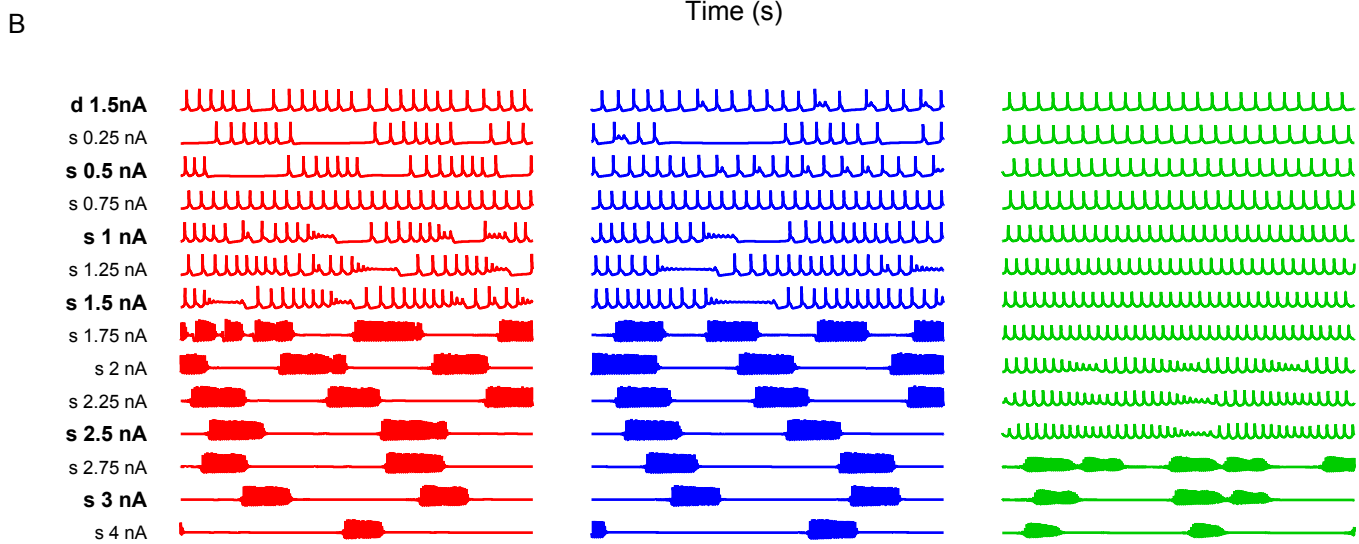 Time (s)
B
d 1.5nA
s 0.25 nA
s 0.5 nA
s 0.75 nA
s 1 nA
s 1.25 nA
s 1.5 nA
s 1.75 nA
s 2 nA
s 2.25 nA
s 2.5 nA
s 2.75 nA
s 3 nA
s 4 nA